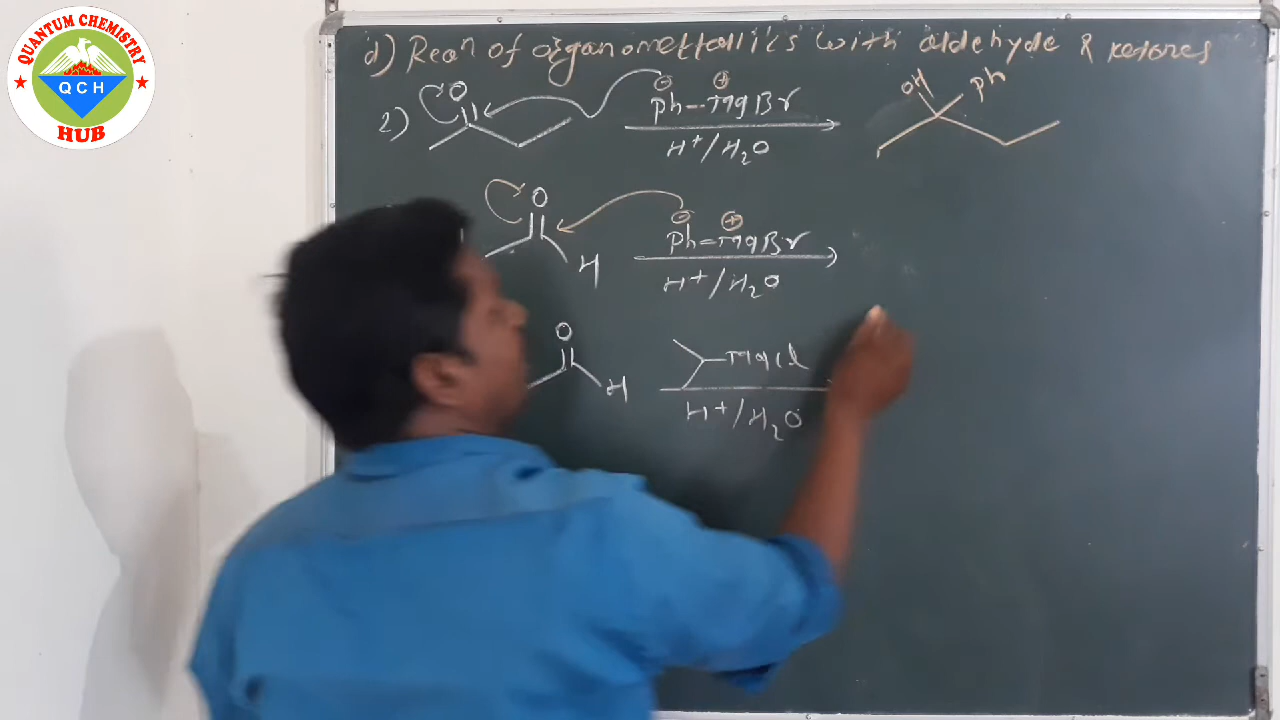 QUANTUM CHEMISTRY
QCH
HUB
d) Rean of organometallics with aldehyde & ketones
2)
O
⊖ ⊕
Ph-MgBr
H+/H2O
OH Ph
O
H
⊖ ⊕
Ph-MgBr
H+/H2O
O
H
MgCl
H+/H2O